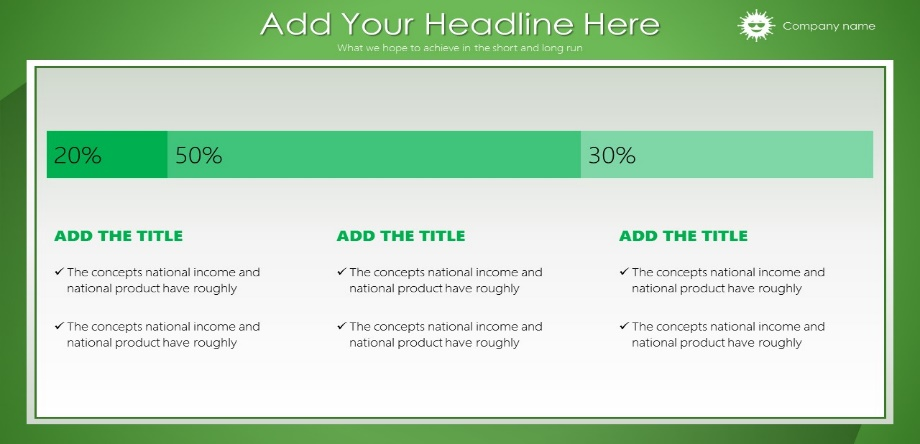 Add Your Headline Here
What we hope to achieve in the short and long run
Company name
20%
50%
30%
ADD THE TITLE
✓ The concepts national income and
national product have roughly
✓ The concepts national income and
national product have roughly
ADD THE TITLE
✓ The concepts national income and
national product have roughly
✓ The concepts national income and
national product have roughly
ADD THE TITLE
✓ The concepts national income and
national product have roughly
✓ The concepts national income and
national product have roughly